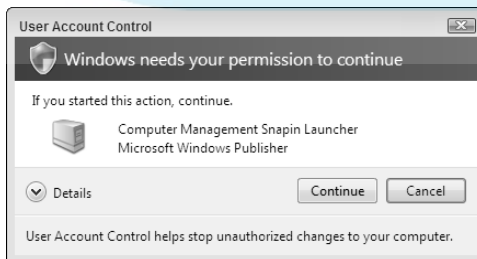 User Account Control
Windows needs your permission to continue
If you started this action, continue.
Computer Management Snapin Launcher
Microsoft Windows Publisher
Details
Continue
Cancel
User Account Control helps stop unauthorized changes to your computer.